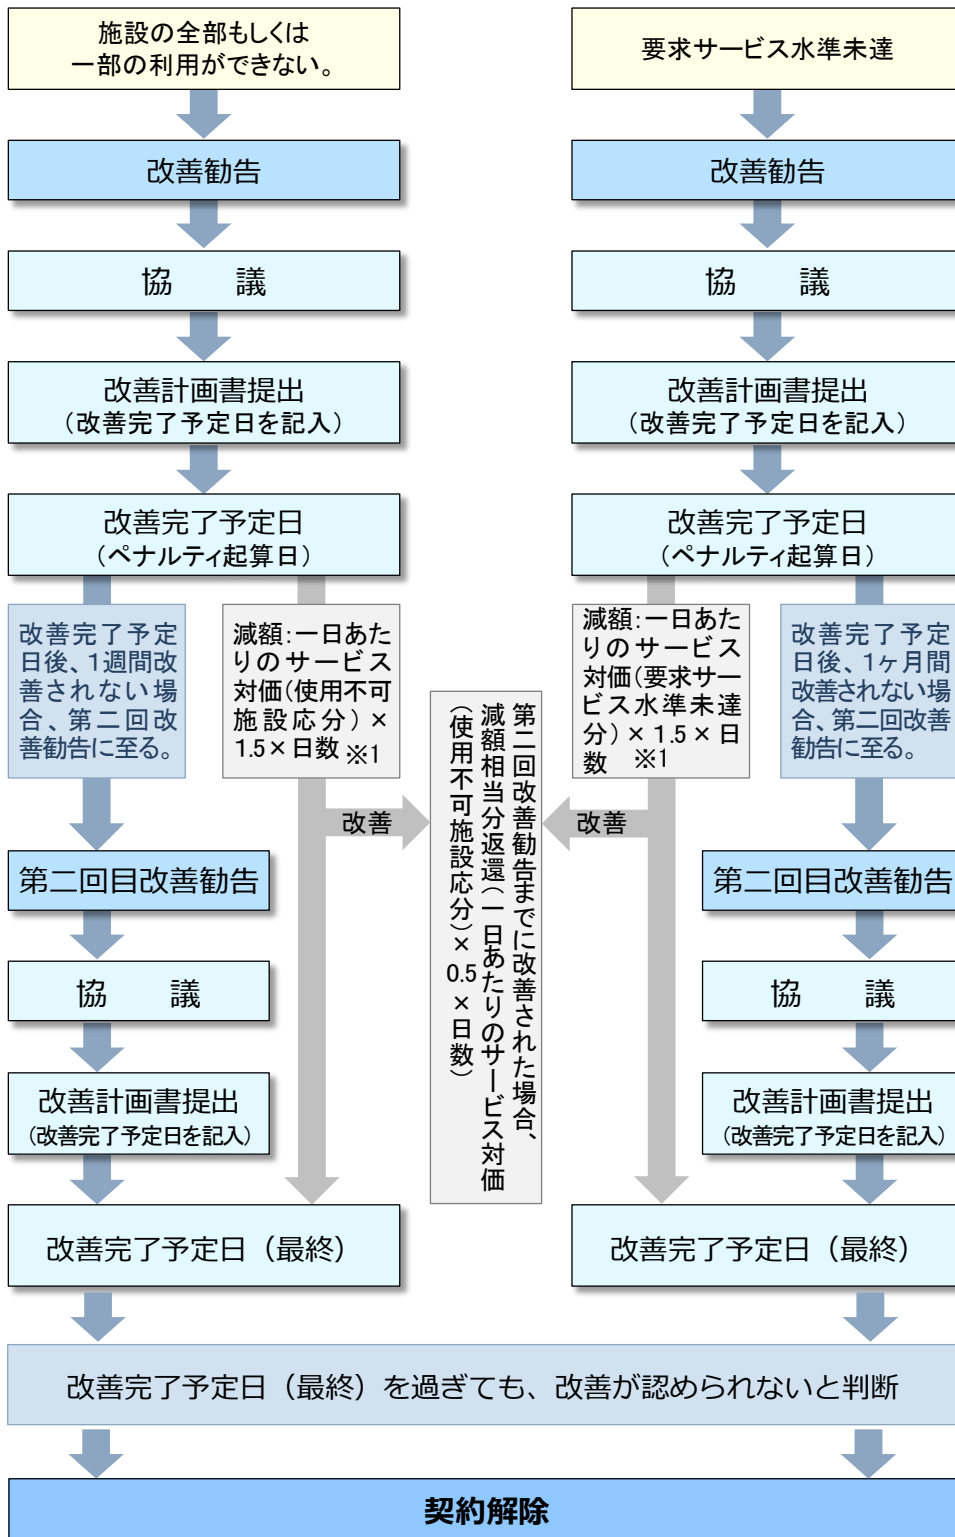 施設の全部もしくは
一部の利用ができない。
改善勧告
協　議
改善計画書提出
（改善完了予定日を記入）
改善完了予定日
（ペナルティ起算日）
改善完了予定
日後、1週間改
善されない場
合、第二回改
善勧告に至る。
減額：一日あた
りのサービス
対価（使用不可
施設応分）×
1.5×日数 ※1
改善
第二回目改善勧告
協　議
改善計画書提出
（改善完了予定日を記入）
改善完了予定日（最終）
第二回改善勧告までに改善された場合、
減額相当分返還（一日あたりのサービス対価
（使用不可施設応分）×0.5×日数）
要求サービス水準未達
改善勧告
協　議
改善計画書提出
（改善完了予定日を記入）
改善完了予定日
（ペナルティ起算日）
減額：一日あた
りのサービス
対価（要求サー
ビス水準未達
分）×1.5×日
数　※1
改善
改善完了予定
日後、1ヶ月間
改善されない場
合、第二回改善
勧告に至る。
第二回目改善勧告
協　議
改善計画書提出
（改善完了予定日を記入）
改善完了予定日（最終）
改善完了予定日（最終）を過ぎても、改善が認められないと判断
契約解除